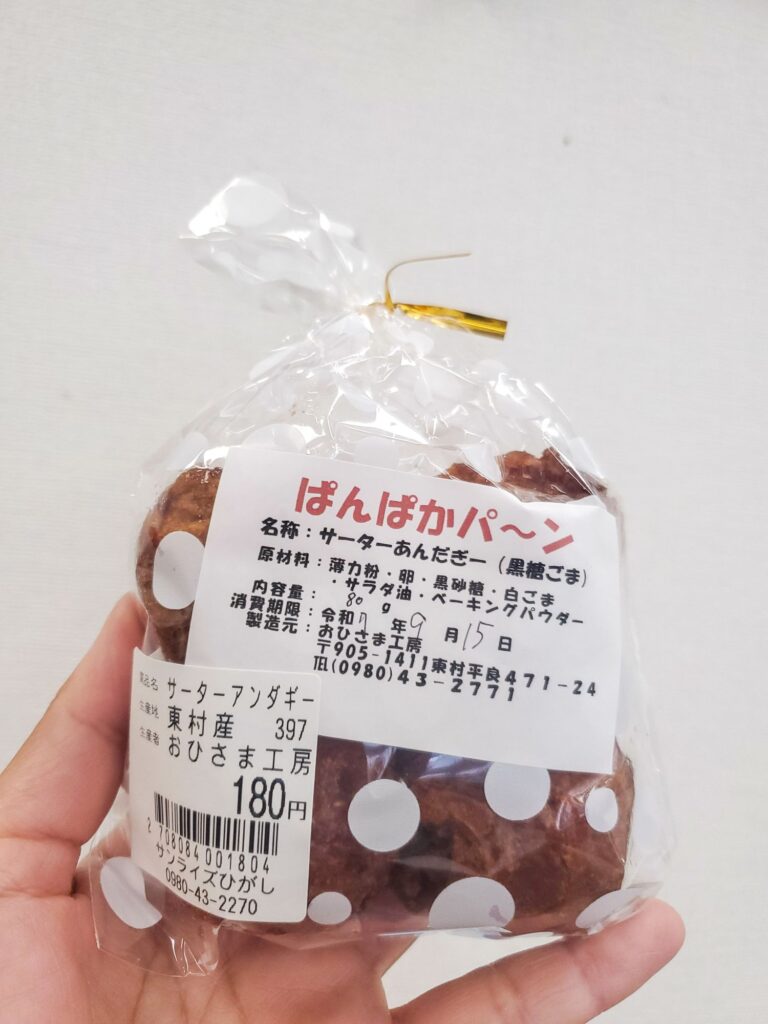 ぱんぱかパ〜ン
名称：サーターあんだぎー（黒糖ごま）
原材料：薄力粉・卵・黒砂糖・白ごま
・サラダ油・ベーキングパウダー
内容量： 80 g
消費期限：令和7 年 9 月 15 日
製造元：おひさま工房
〒905-1411東村平良471-24
℡(0980)43-2771
商品名 サーターアンダギー
生産地 東村産 397
生産者 おひさま工房
180円
2 708084 001804
サンライズひがし
0980-43-2270